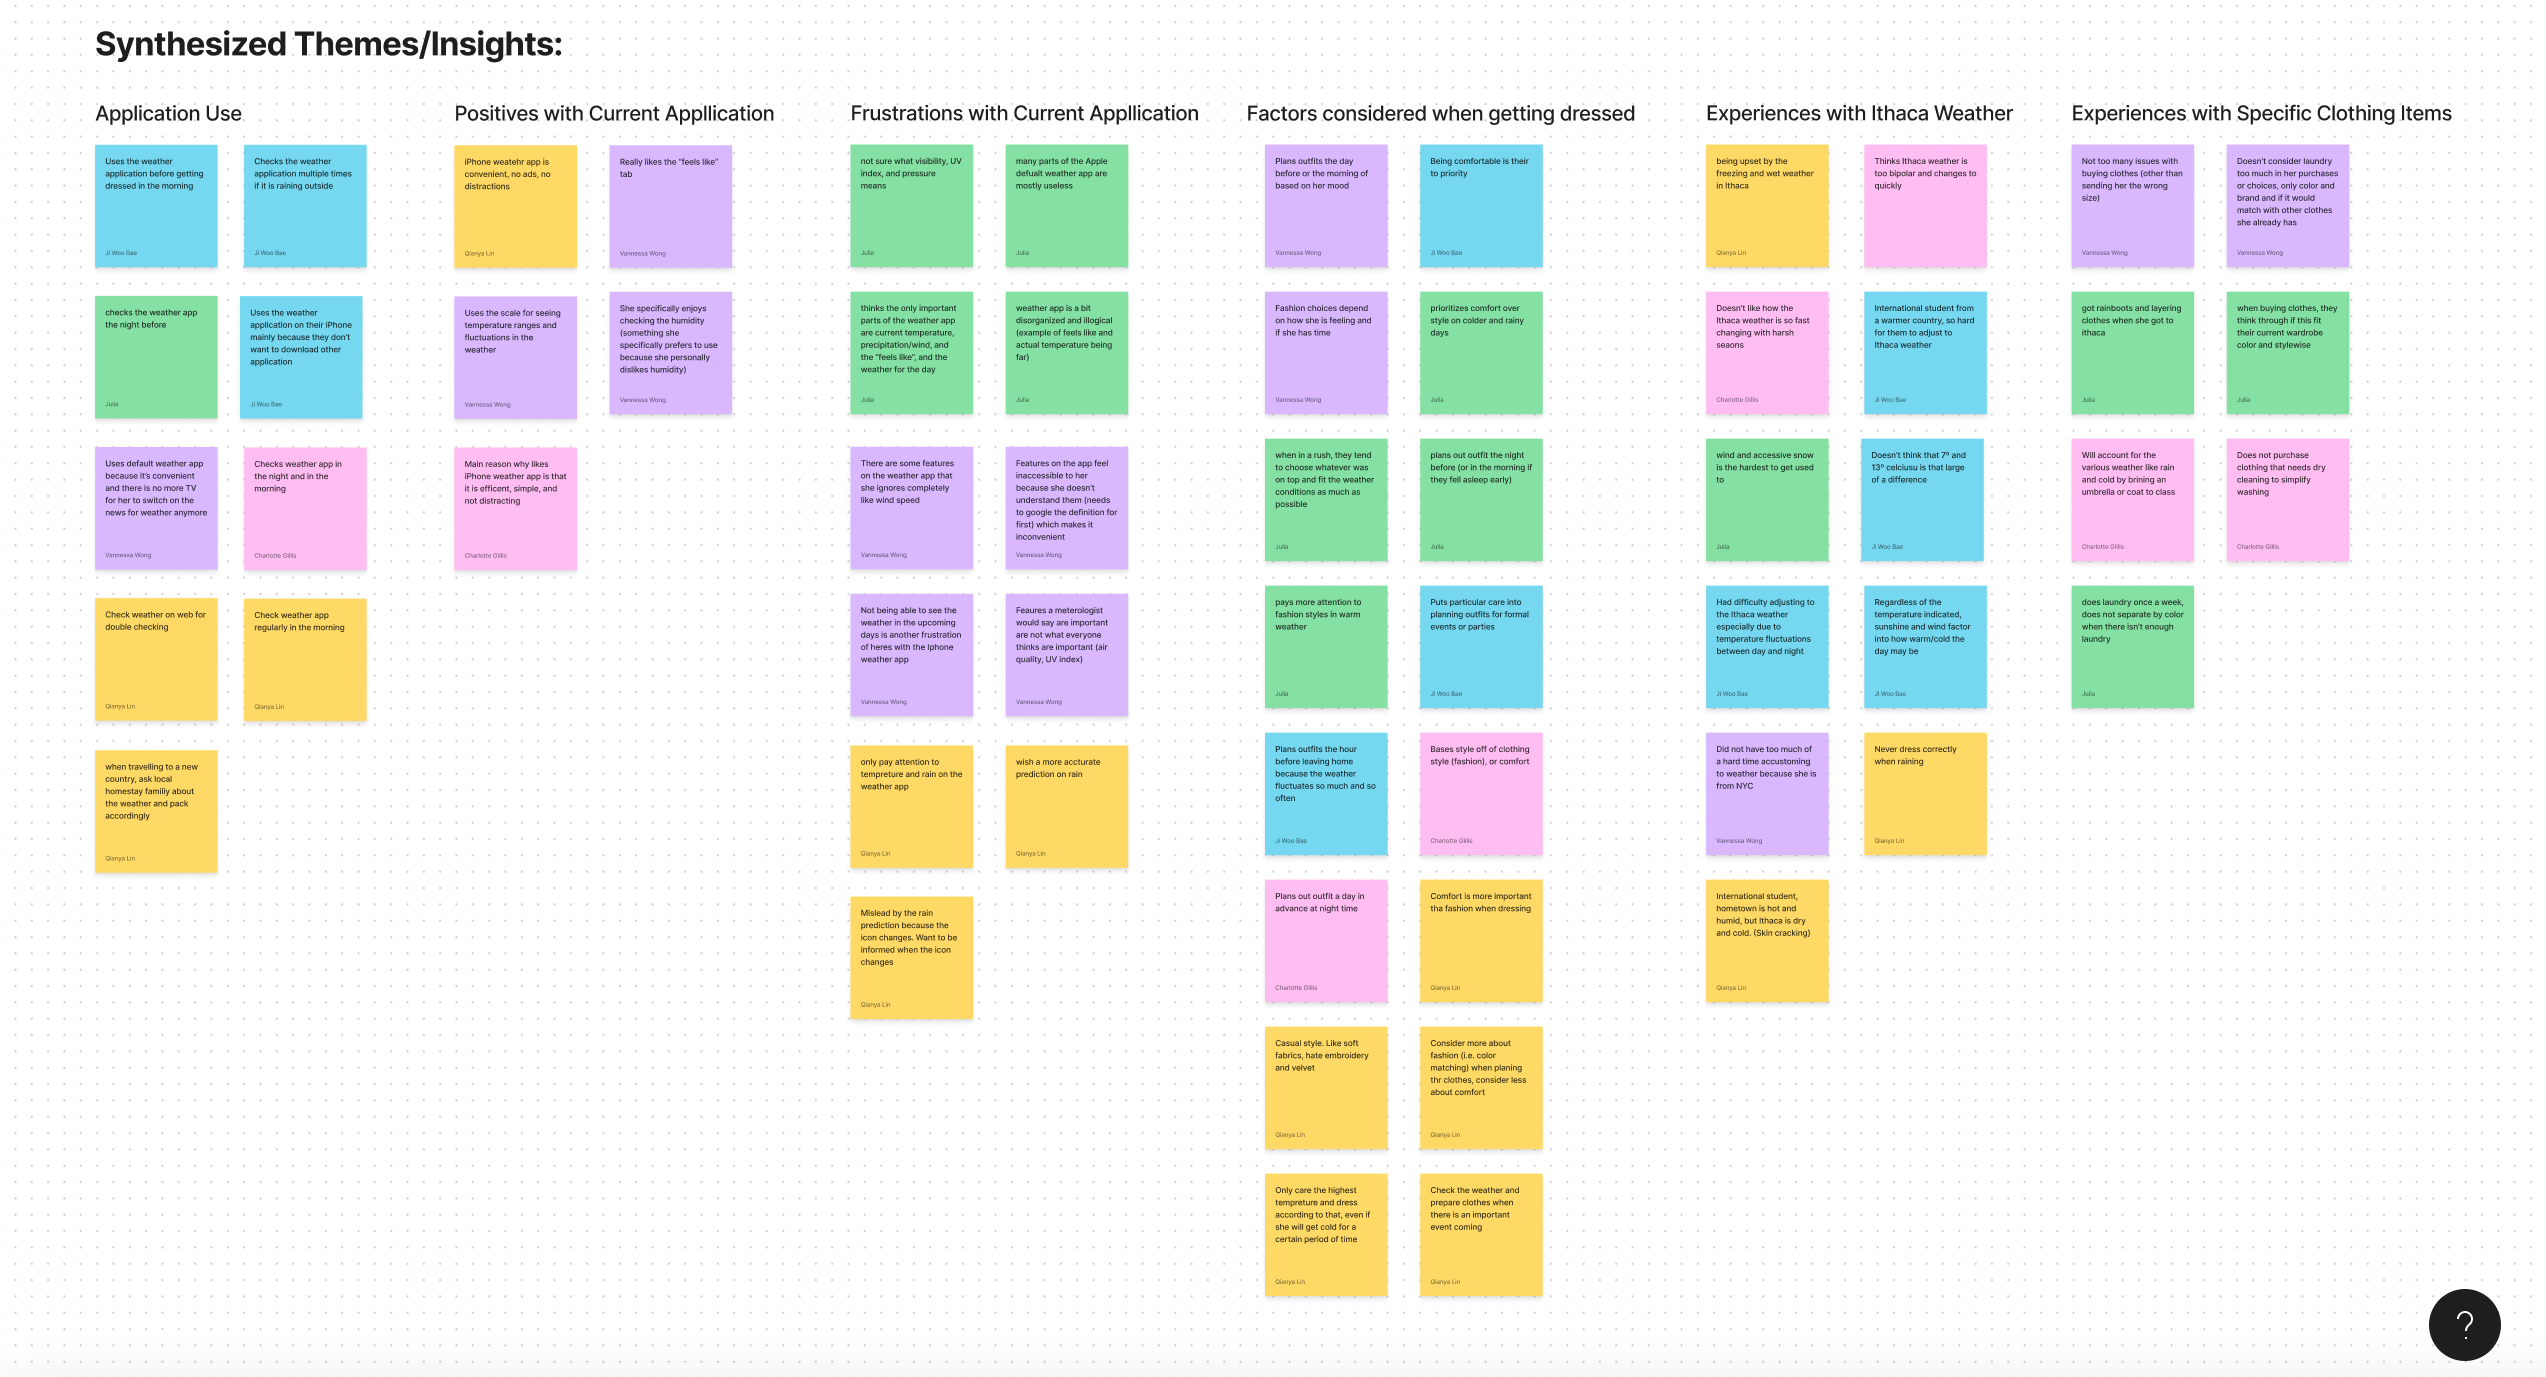 Synthesized Themes/Insights:
Application Use
Uses the weather
application before getting
dressed in the morning
Ji Woo Bae
Checks the weather
application multiple times
if it is raining outside
Ji Woo Bae
checks the weather app
the night before
Julia
Uses the weather
application on their iPhone
mainly because they don't
want to download other
application
Ji Woo Bae
Uses default weather app
because it's convenient
and there is no more TV
for her to switch on the
news for weather anymore
Vannessa Wong
Checks weather app in
the night and in the
morning
Charlotte Gillis
Check weather on web for
double checking
Qianya Lin
Check weather app
regularly in the morning
Qianya Lin
when travelling to a new
country, ask local
homestay familiy about
the weather and pack
accordingly
Qianya Lin
Positives with Current Appllication
iPhone weatehr app is
convenient, no ads, no
distractions
Qianya Lin
Really likes the "feels like"
tab
Vannessa Wong
Uses the scale for seeing
temperature ranges and
fluctuations in the
weather
Vannessa Wong
She specifically enjoys
checking the humidity
(something she
specifically prefers to use
because she personally
dislikes humidity)
Vannessa Wong
Main reason why likes
iPhone weather app is that
it is efficent, simple, and
not distracting
Charlotte Gillis
Frustrations with Current Appllication
not sure what visibility, UV
index, and pressure
means
Julia
many parts of the Apple
defualt weather app are
mostly useless
Julia
thinks the only important
parts of the weather app
are current temperature,
precipitation/wind, and
the "feels like", and the
weather for the day
Julia
weather app is a bit
disorganized and illogical
(example of feels like and
actual temperature being
far)
Julia
There are some features
on the weather app that
she ignores completely
like wind speed
Vannessa Wong
Features on the app feel
inaccessible to her
because she doesn't
understand them (needs
to google the definition for
first) which makes it
inconvenient
Vannessa Wong
Not being able to see the
weather in the upcoming
days is another frustration
of heres with the Iphone
weather app
Vannessa Wong
Feaures a meterologist
would say are important
are not what everyone
thinks are important (air
quality, UV index)
Vannessa Wong
only pay attention to
tempreture and rain on the
weather app
Qianya Lin
wish a more accturate
prediction on rain
Qianya Lin
Mislead by the rain
prediction because the
icon changes. Want to be
informed when the icon
changes
Qianya Lin
Factors considered when getting dressed
Plans outfits the day
before or the morning of
based on her mood
Vannessa Wong
Being comfortable is their
to priority
Ji Woo Bae
Fashion choices depend
on how she is feeling and
if she has time
Vannessa Wong
prioritizes comfort over
style on colder and rainy
days
Julia
when in a rush, they tend
to choose whatever was
on top and fit the weather
conditions as much as
possible
Julia
plans out outfit the night
before (or in the morning if
they fell asleep early)
Julia
pays more attention to
fashion styles in warm
weather
Julia
Puts particular care into
planning outfits for formal
events or parties
Ji Woo Bae
Plans outfits the hour
before leaving home
because the weather
fluctuates so much and so
often
Ji Woo Bae
Bases style off of clothing
style (fashion), or comfort
Charlotte Gillis
Plans out outfit a day in
advance at night time
Charlotte Gillis
Comfort is more important
tha fashion when dressing
Qianya Lin
Casual style. Like soft
fabrics, hate embroidery
and velvet
Qianya Lin
Consider more about
fashion (i.e. color
matching) when planing
thr clothes, consider less
about comfort
Qianya Lin
Only care the highest
tempreture and dress
according to that, even if
she will get cold for a
certain period of time
Qianya Lin
Check the weather and
prepare clothes when
there is an important
event coming
Qianya Lin
Experiences with Ithaca Weather
being upset by the
freezing and wet weather
in Ithaca
Qianya Lin
Thinks Ithaca weather is
too bipolar and changes to
quickly
Doesn't like how the
Ithaca weather is so fast
changing with harsh
seaons
Charlotte Gillis
International student from
a warmer country, so hard
for them to adjust to
Ithaca weather
Ji Woo Bae
wind and accessive snow
is the hardest to get used
to
Julia
Doesn't think that 7° and
13° celciusu is that large
of a difference
Ji Woo Bae
Had difficulty adjusting to
the Ithaca weather
especially due to
temperature fluctuations
between day and night
Ji Woo Bae
Regardless of the
temperature indicated,
sunshine and wind factor
into how warm/cold the
day may be
Ji Woo Bae
Did not have too much of
a hard time accustoming
to weather because she is
from NYC
Vannessa Wong
Never dress correctly
when raining
Qianya Lin
International student,
hometown is hot and
humid, but Ithaca is dry
and cold. (Skin cracking)
Qianya Lin
Experiences with Specific Clothing Items
Not too many issues with
buying clothes (other than
sending her the wrong
size)
Vannessa Wong
Doesn't consider laundry
too much in her purchases
or choices, only color and
brand and if it would
match with other clothes
she already has
Vannessa Wong
got rainboots and layering
clothes when she got to
ithaca
Julia
when buying clothes, they
think through if this fit
their current wardrobe
color and stylewise
Julia
Will account for the
various weather like rain
and cold by brining an
umbrella or coat to class
Charlotte Gillis
Does not purchase
clothing that needs dry
cleaning to simplify
washing
Charlotte Gillis
does laundry once a week,
does not separate by color
when there isn't enough
laundry
Julia
?